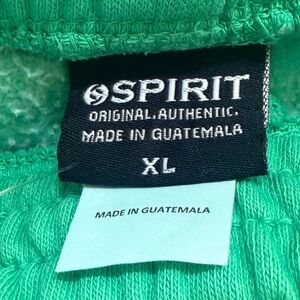 SPIRIT
ORIGINAL.AUTHENTIC.
MADE IN GUATEMALA
XL
MADE IN GUATEMALA